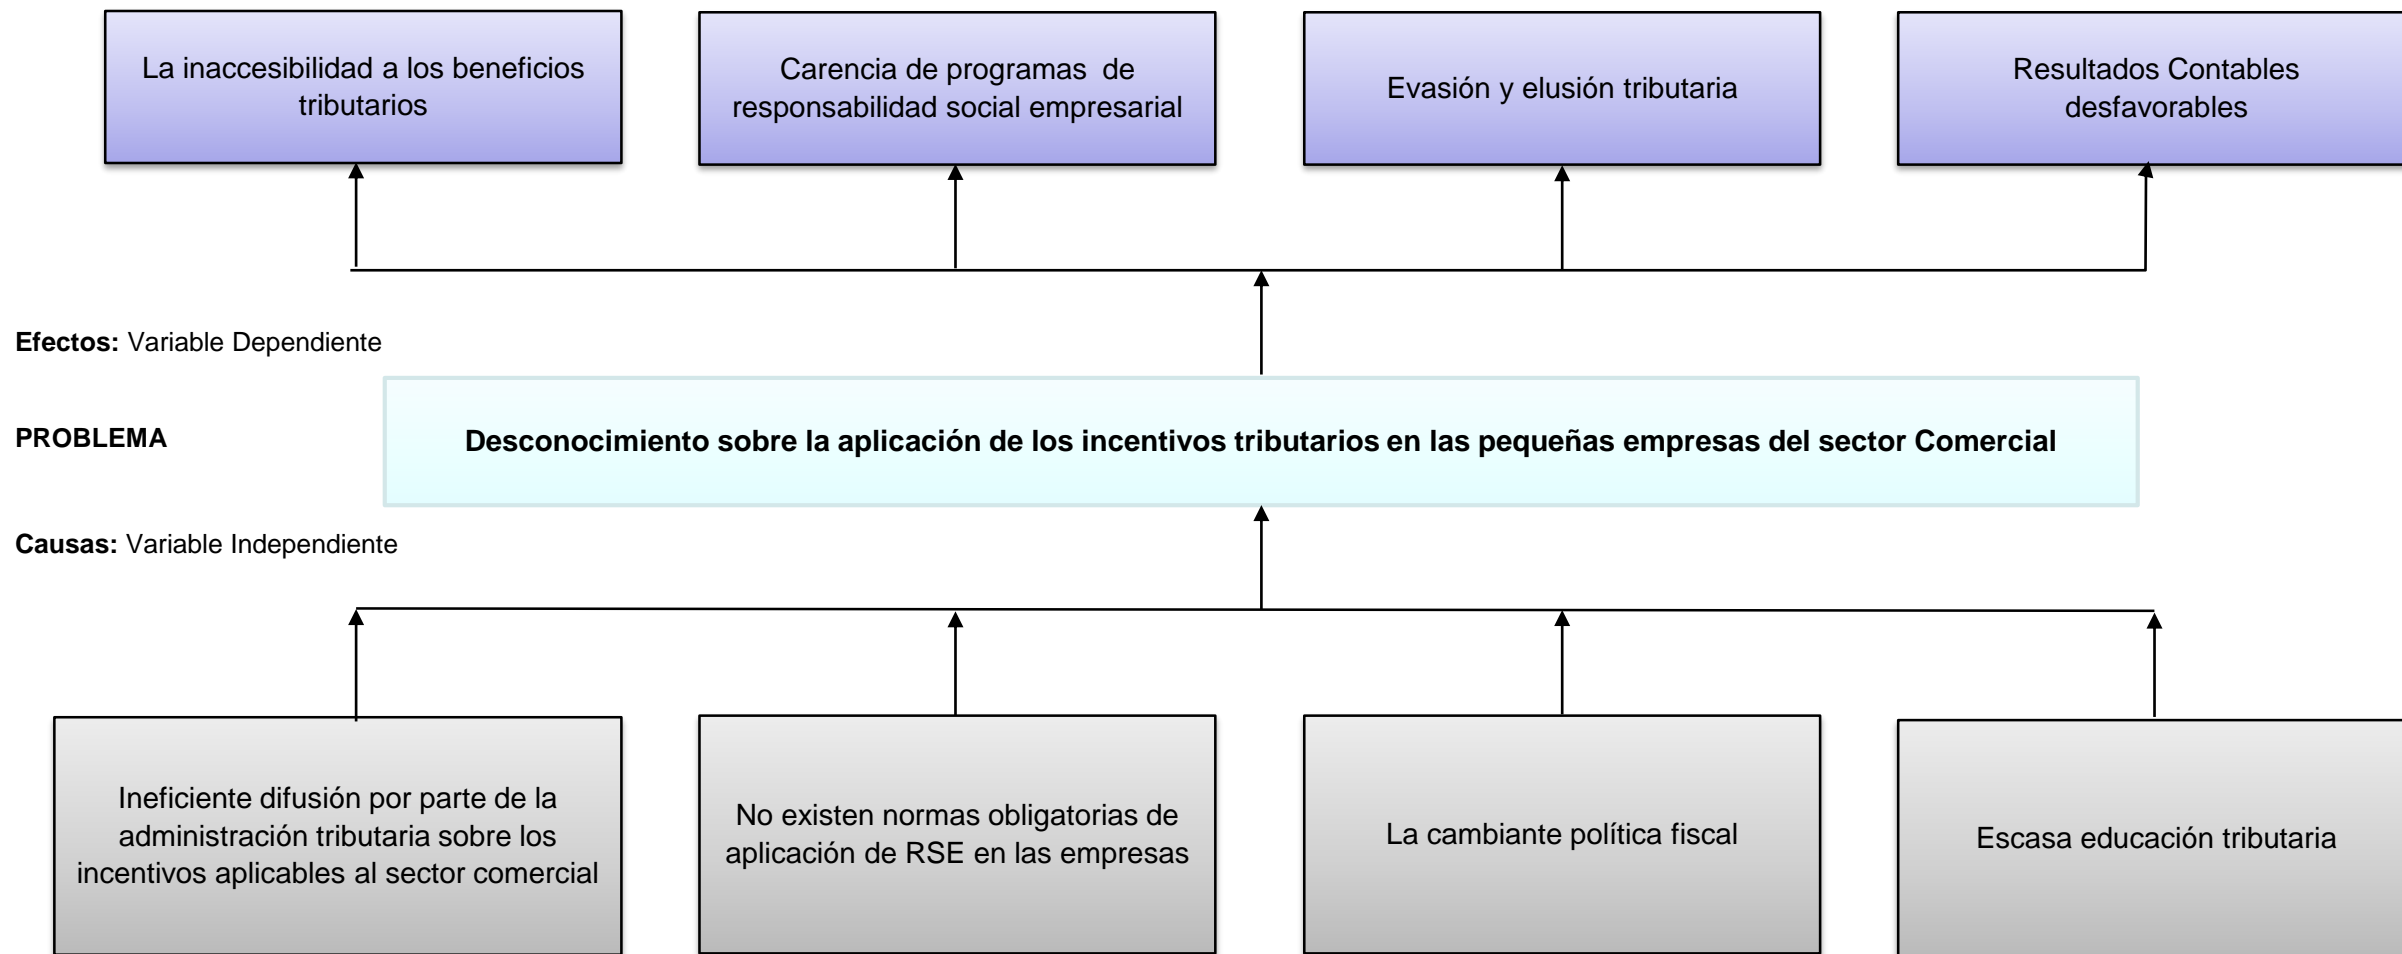 La inaccesibilidad a los beneficios
tributarios
Carencia de programas de
responsabilidad social empresarial
Evasión y elusión tributaria
Resultados Contables
desfavorables
Efectos: Variable Dependiente
PROBLEMA
Desconocimiento sobre la aplicación de los incentivos tributarios en las pequeñas empresas del sector Comercial
Causas: Variable Independiente
Ineficiente difusión por parte de la
administración tributaria sobre los
incentivos aplicables al sector comercial
No existen normas obligatorias de
aplicación de RSE en las empresas
La cambiante política fiscal
Escasa educación tributaria